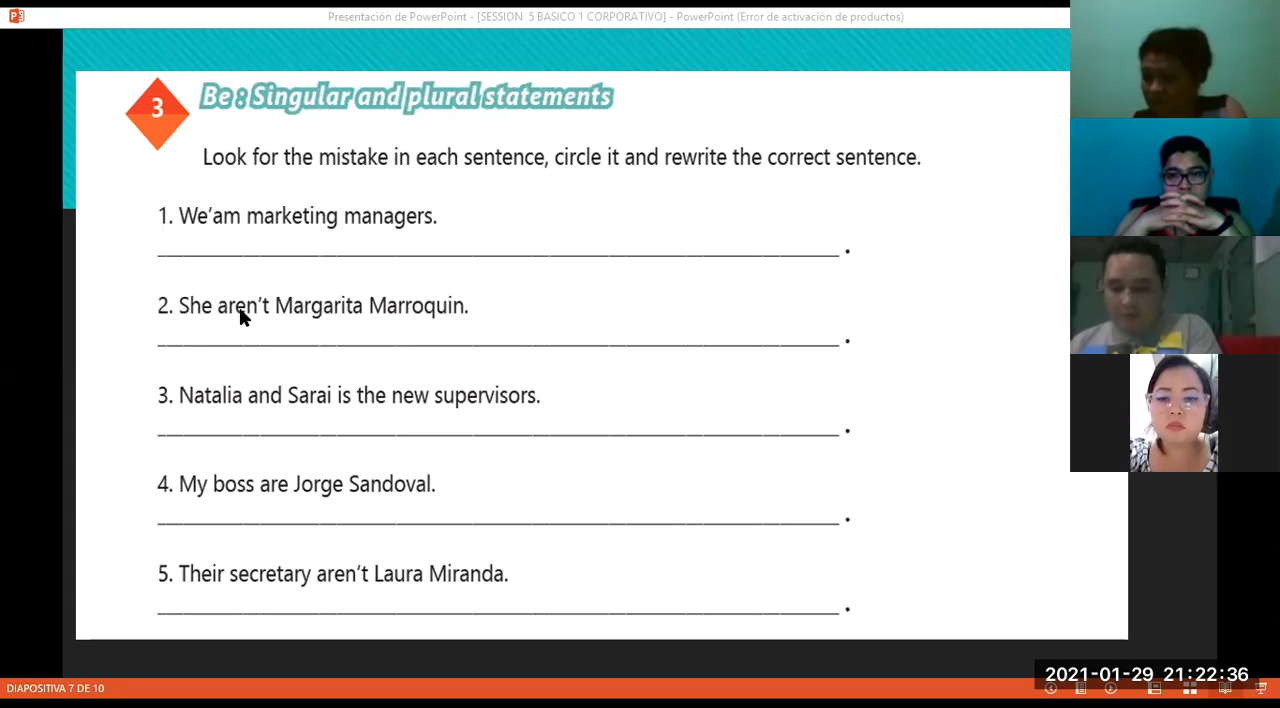 Presentación de PowerPoint - [SESSION 5 BASICO 1 CORPORATIVO] - PowerPoint (Error de activación de productos)
3
Be : Singular and plural statements
Look for the mistake in each sentence, circle it and rewrite the correct sentence.
1. We’am marketing managers.
2. She aren’t Margarita Marroquin.
3. Natalia and Sarai is the new supervisors.
4. My boss are Jorge Sandoval.
5. Their secretary aren’t Laura Miranda.
2021-01-29 21:22:36
DIAPOSITIVA 7 DE 10